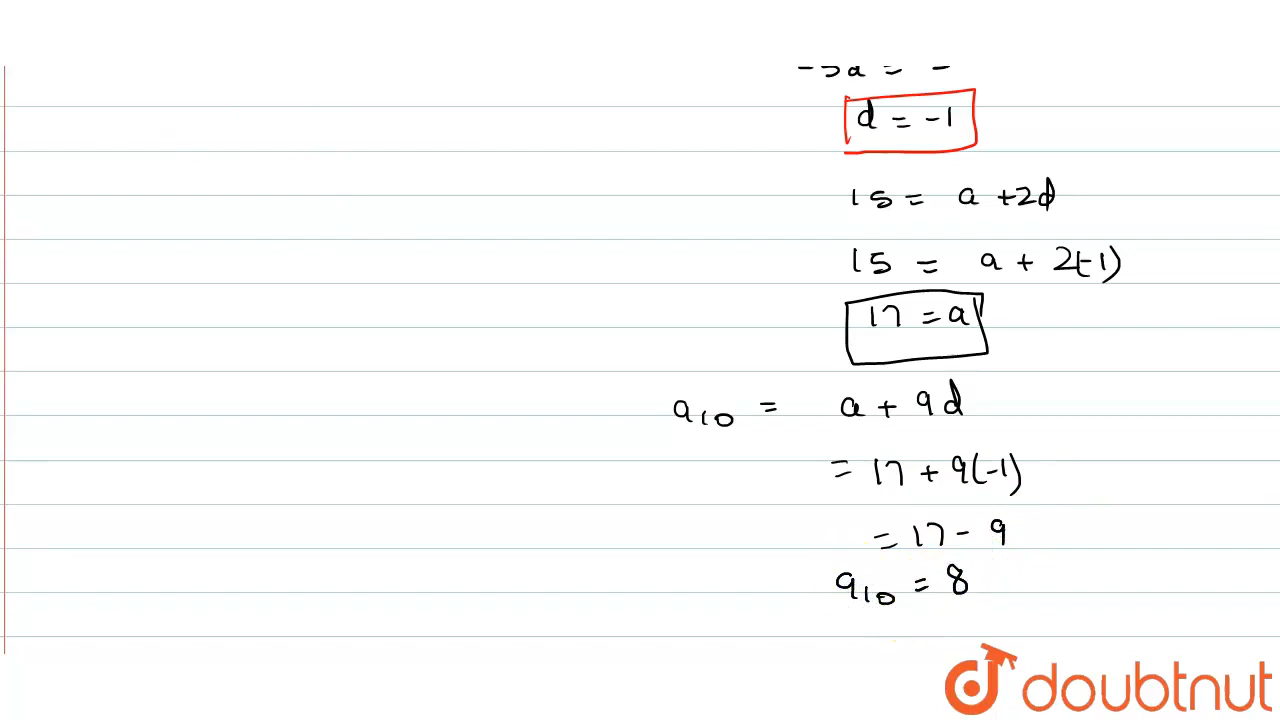 d = -1
15 = a + 2d
15 = a + 2(-1)
17 = a
a10 = a + 9d
= 17 + 9(-1)
= 17 - 9
a10 = 8
doubtnut